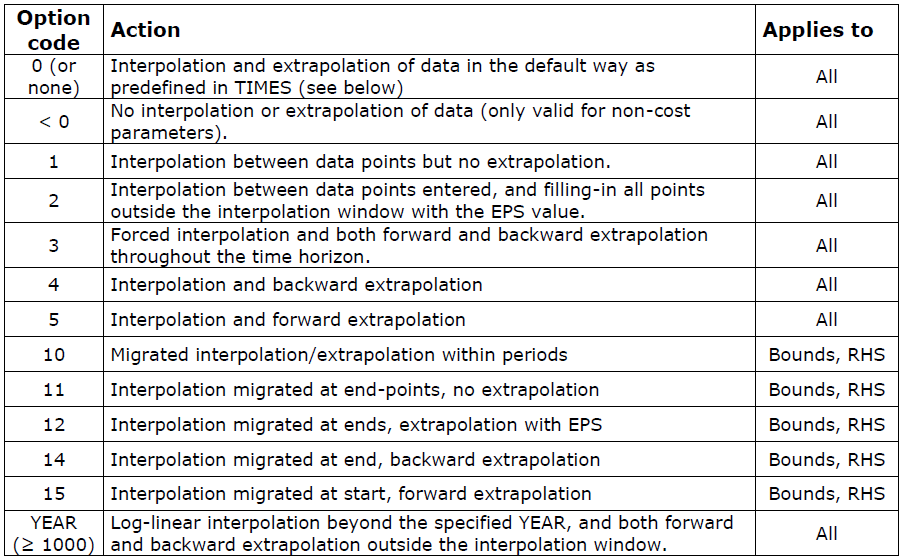 Option code Action Applies to
0 (or none) Interpolation and extrapolation of data in the default way as
predefined in TIMES (see below) All
< 0 No interpolation or extrapolation of data (only valid for non-cost
parameters). All
1 Interpolation between data points but no extrapolation. All
2 Interpolation between data points entered, and filling-in all points
outside the interpolation window with the EPS value. All
3 Forced interpolation and both forward and backward extrapolation
throughout the time horizon. All
4 Interpolation and backward extrapolation All
5 Interpolation and forward extrapolation All
10 Migrated interpolation/extrapolation within periods Bounds, RHS
11 Interpolation migrated at end-points, no extrapolation Bounds, RHS
12 Interpolation migrated at ends, extrapolation with EPS Bounds, RHS
14 Interpolation migrated at end, backward extrapolation Bounds, RHS
15 Interpolation migrated at start, forward extrapolation Bounds, RHS
YEAR (≥ 1000) Log-linear interpolation beyond the specified YEAR, and both forward
and backward extrapolation outside the interpolation window. All